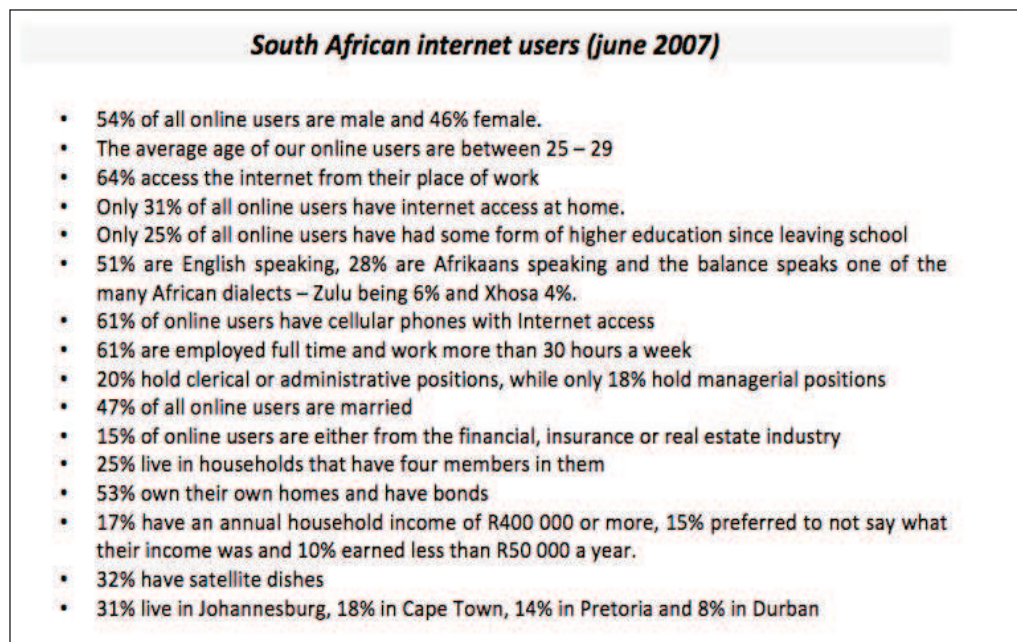 South African internet users (june 2007)
• 54% of all online users are male and 46% female.
• The average age of our online users are between 25 – 29
• 64% access the internet from their place of work
• Only 31% of all online users have internet access at home.
• Only 25% of all online users have had some form of higher education since leaving school
• 51% are English speaking, 28% are Afrikaans speaking and the balance speaks one of the
many African dialects – Zulu being 6% and Xhosa 4%.
• 61% of online users have cellular phones with Internet access
• 61% are employed full time and work more than 30 hours a week
• 20% hold clerical or administrative positions, while only 18% hold managerial positions
• 47% of all online users are married
• 15% of online users are either from the financial, insurance or real estate industry
• 25% live in households that have four members in them
• 53% own their own homes and have bonds
• 17% have an annual household income of R400 000 or more, 15% preferred to not say what
their income was and 10% earned less than R50 000 a year.
• 32% have satellite dishes
• 31% live in Johannesburg, 18% in Cape Town, 14% in Pretoria and 8% in Durban